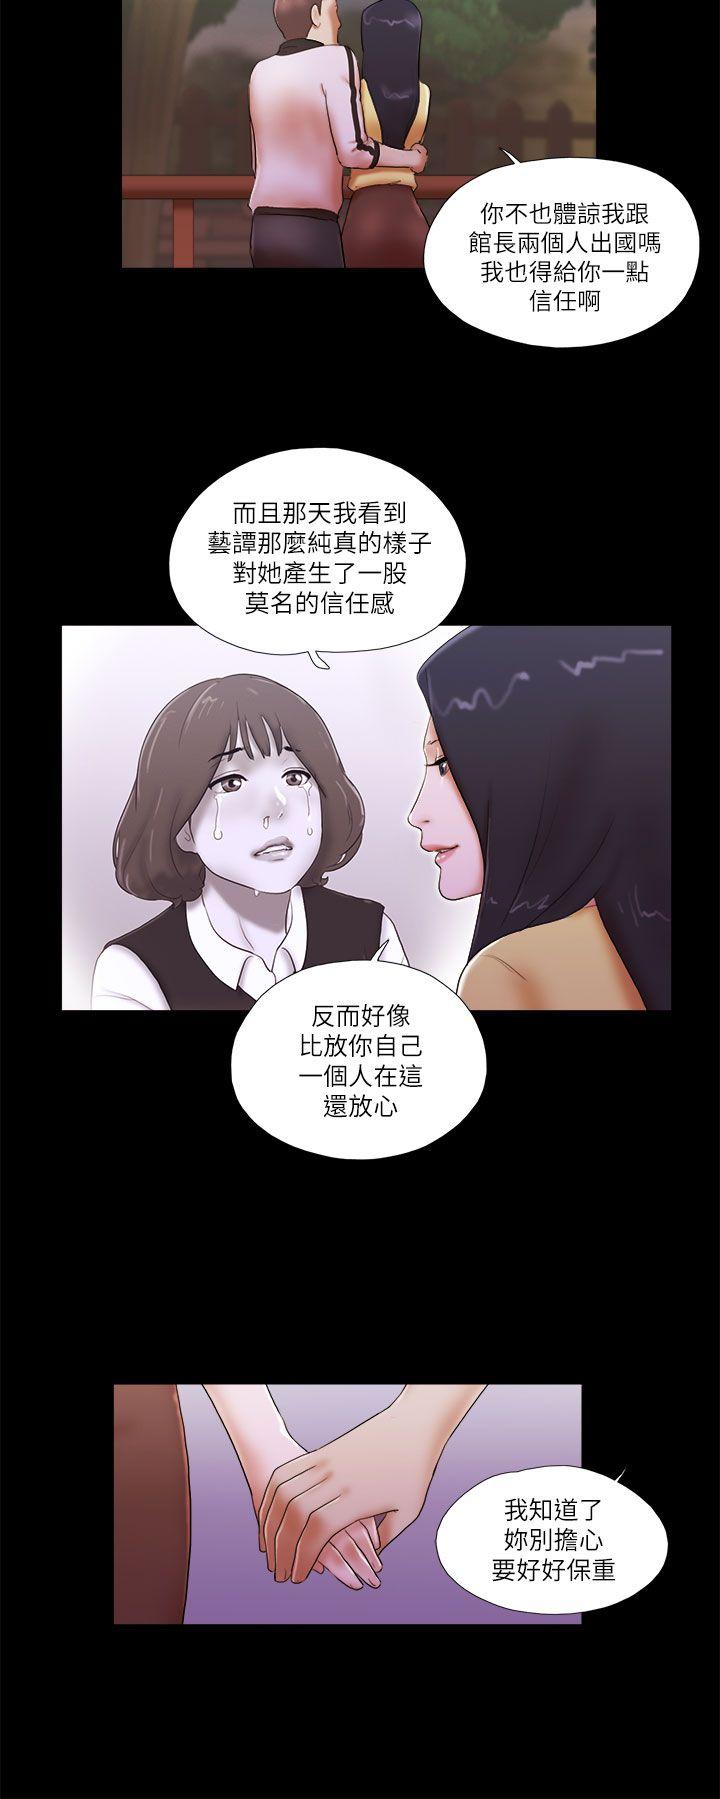 你不也體諒我跟
館長兩個人出國嗎
我也得給你一點
信任啊
而且那天我看到
藝譚那麼純真的樣子
對她產生了一股
莫名的信任感
反而好像
比放你自己
一個人在這
還放心
我知道了
妳別擔心
要好好保重